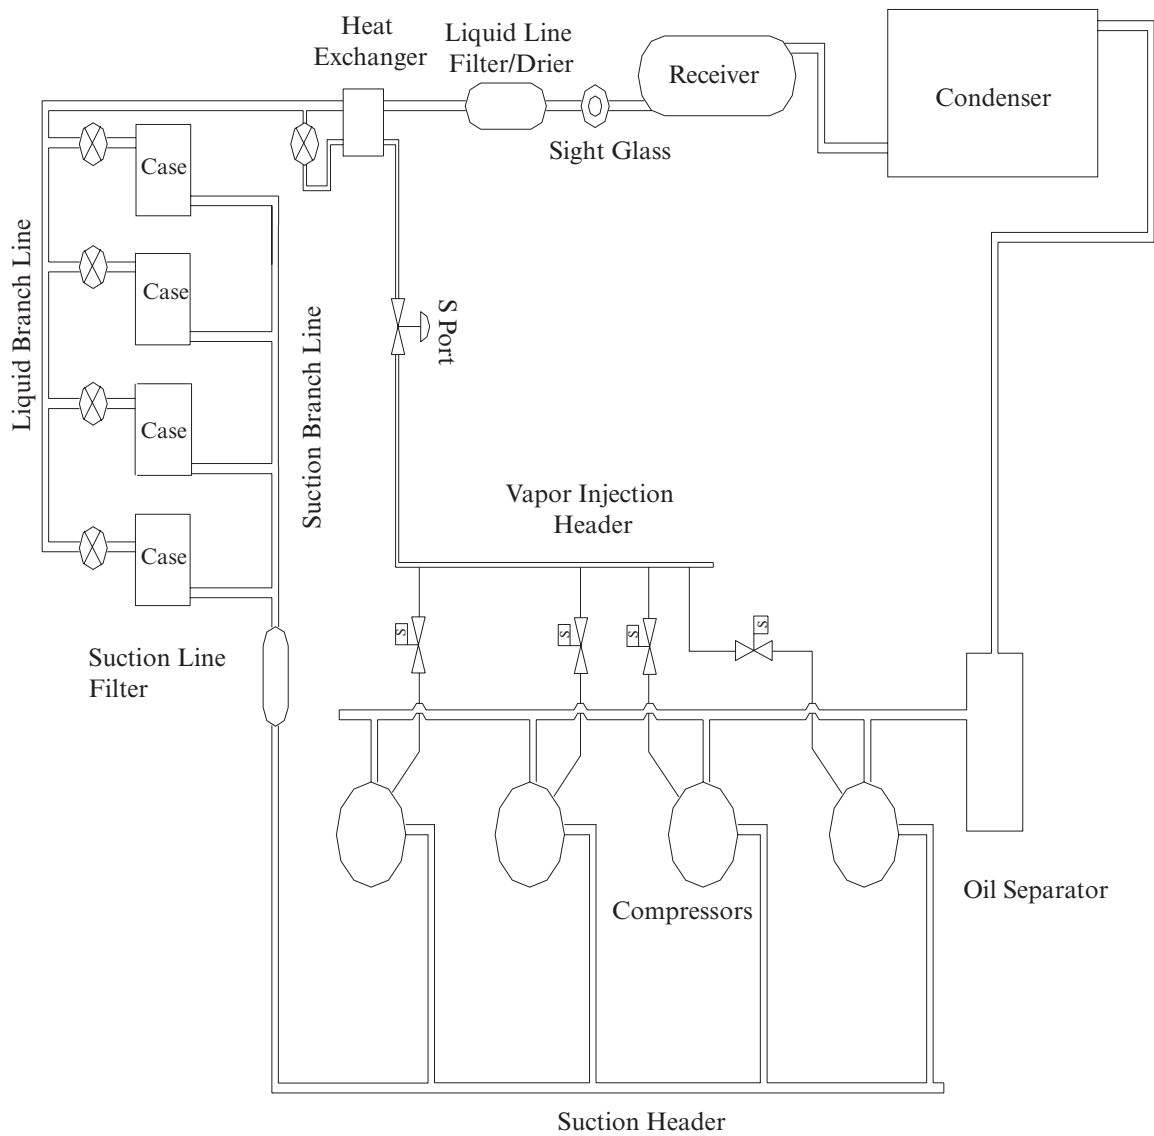 Heat
Exchanger
Liquid Line
Filter/Drier
Receiver
Condenser
Sight Glass
Case
Case
Case
Case
Liquid Branch Line
Suction Branch Line
S Port
Vapor Injection
Header
S
S
S
S
Suction Line
Filter
Compressors
Oil Separator
Suction Header